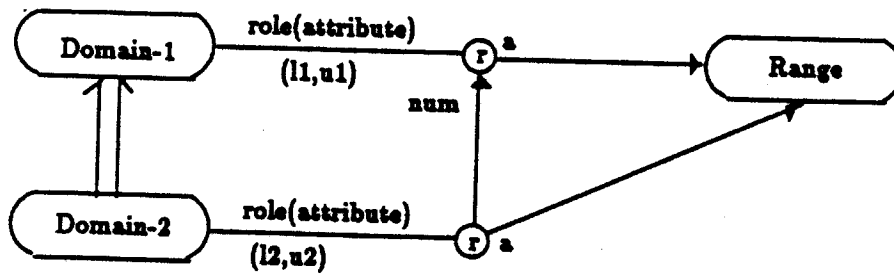 role(attribute)
Domain-1
r
a
Range
(l1,u1)
num
role(attribute)
Domain-2
r
a
(l2,u2)